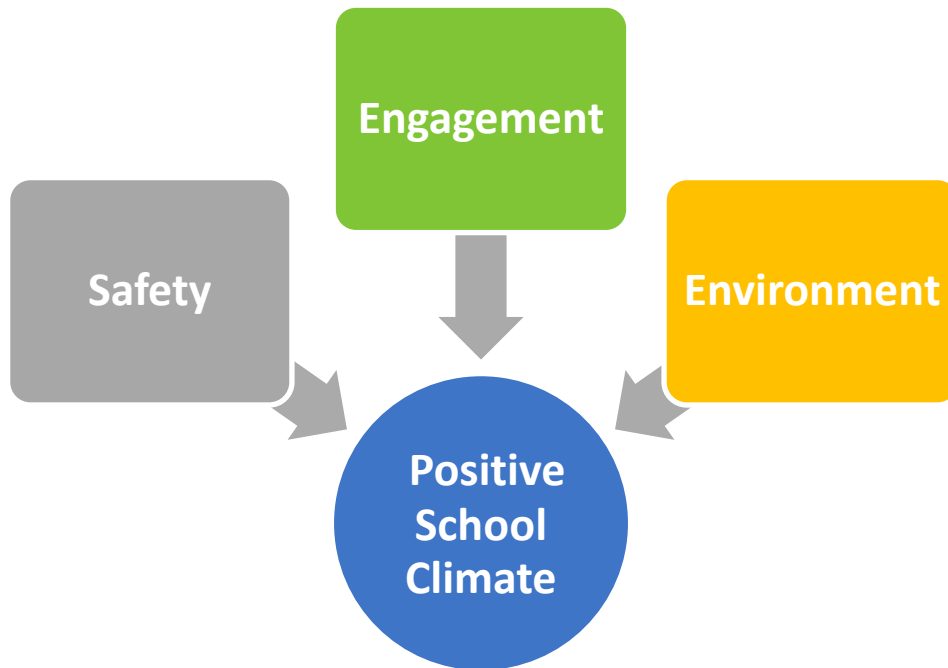 Engagement
Safety
Environment
Positive
School
Climate